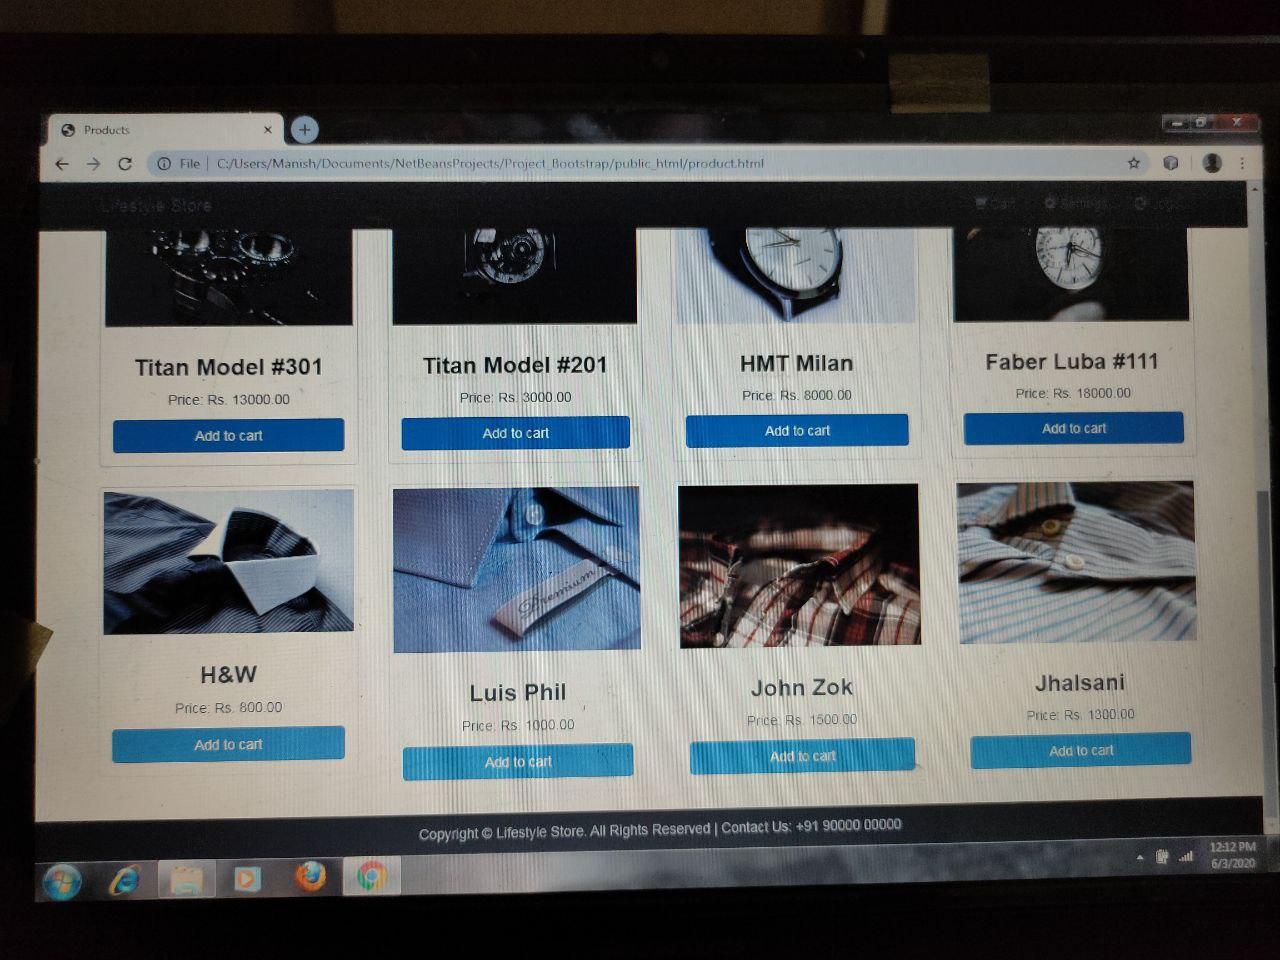 Products
File | C:/Users/Manish/Documents/NetBeansProjects/Project_Bootstrap/public_html/product.html
Lifestyle Store Cart Settings
Titan Model #301 Titan Model #201 HMT Milan Faber Luba #111
Price: Rs. 13000.00 Price: Rs. 3000.00 Price: Rs. 8000.00 Price: Rs. 18000.00
Add to cart Add to cart Add to cart Add to cart
Premium
H&W Luis Phil John Zok Jhalsani
Price: Rs. 800.00 Price: Rs. 1000.00 Price: Rs. 1500.00 Price: Rs. 1300.00
Add to cart Add to cart Add to cart Add to cart
Copyright © Lifestyle Store. All Rights Reserved | Contact Us: +91 90000 00000
12:12 PM
6/3/2020